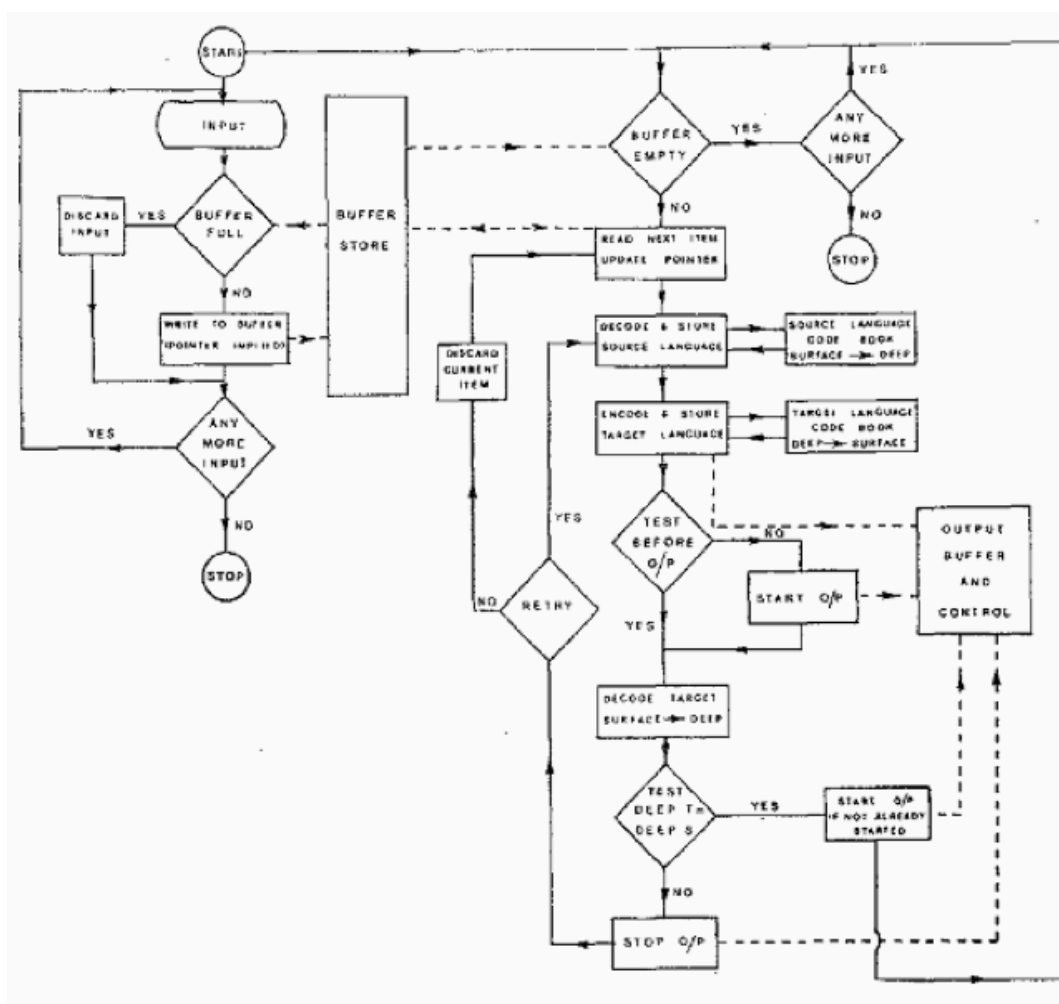 START
INPUT
BUFFER
FULL
YES
DISCARD
INPUT
NO
WRITE TO BUFFER
(POINTER IMPLIED)
ANY
MORE
INPUT
YES
NO
STOP
BUFFER
STORE
BUFFER
EMPTY
YES
ANY
MORE
INPUT
YES
NO
STOP
NO
READ NEXT ITEM
UPDATE POINTER
DISCARD
CURRENT
ITEM
DECODE & STORE
SOURCE LANGUAGE
SOURCE LANGUAGE
CODE BOOK
SURFACE → DEEP
ENCODE & STORE
TARGET LANGUAGE
TARGET LANGUAGE
CODE BOOK
DEEP → SURFACE
TEST
BEFORE
O/P
NO
START O/P
YES
OUTPUT
BUFFER
AND
CONTROL
YES
RETRY
NO
DECODE TARGET
SURFACE → DEEP
TEST
DEEP T=
DEEP S
YES
START O/P
IF NOT ALREADY
STARTED
NO
STOP O/P